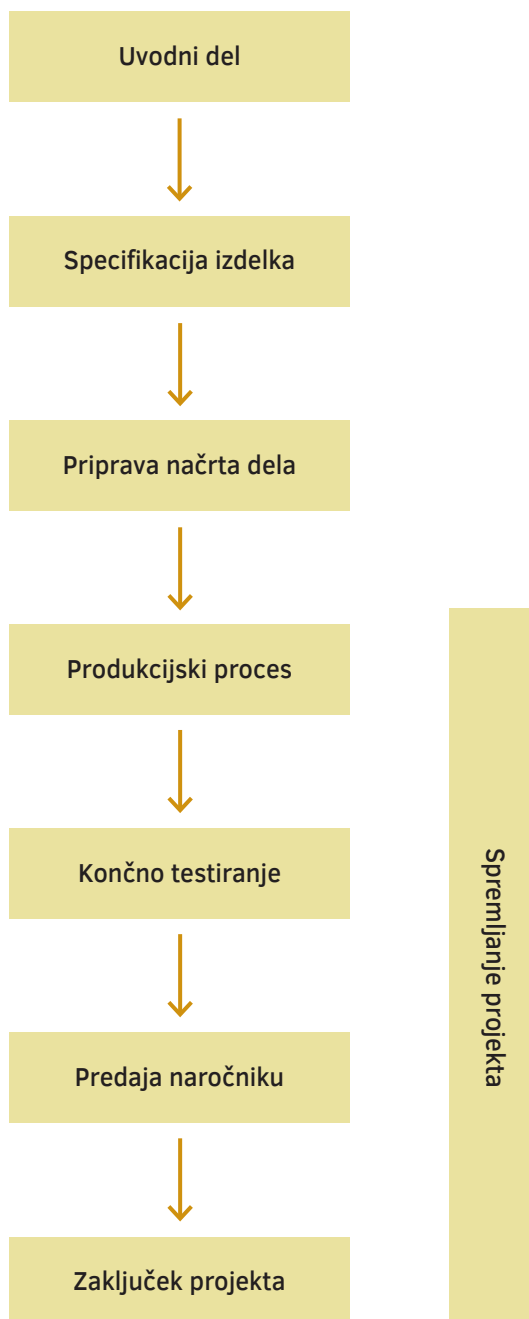 Uvodni del
Specifikacija izdelka
Priprava načrta dela
Produkcijski proces
Končno testiranje
Predaja naročniku
Zaključek projekta
Spremljanje projekta